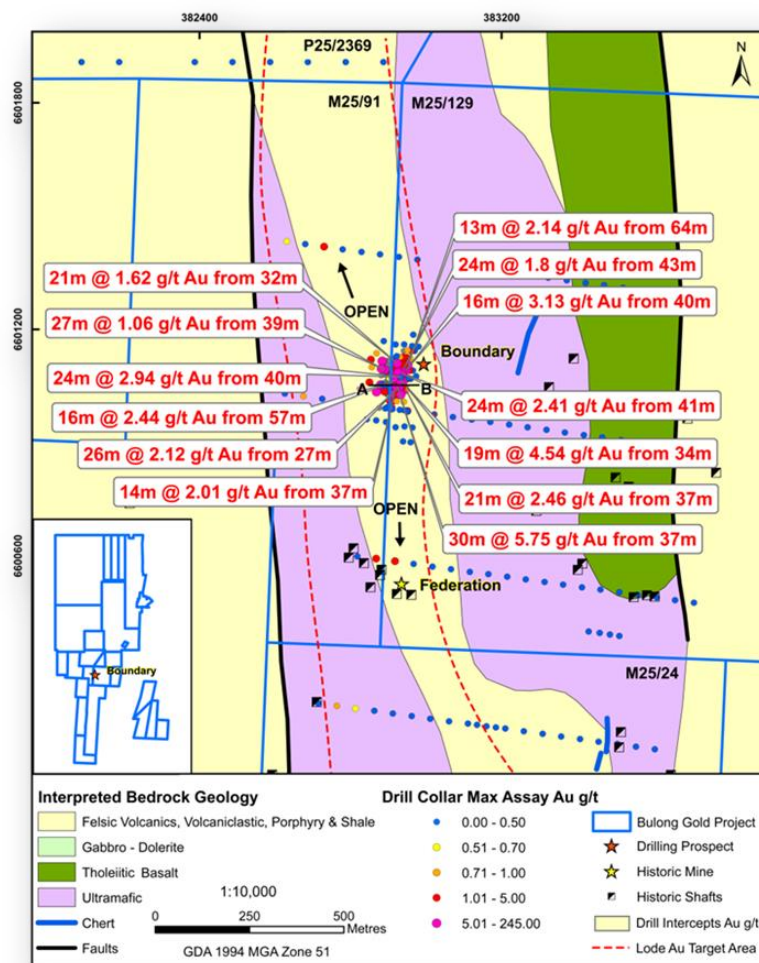 382400
383200
P25/2369
N
6601800
M25/91
M25/129
13m @ 2.14 g/t Au from 64m
21m @ 1.62 g/t Au from 32m
24m @ 1.8 g/t Au from 43m
OPEN
16m @ 3.13 g/t Au from 40m
27m @ 1.06 g/t Au from 39m
6601200
Boundary
24m @ 2.94 g/t Au from 40m
A
B
24m @ 2.41 g/t Au from 41m
16m @ 2.44 g/t Au from 57m
19m @ 4.54 g/t Au from 34m
26m @ 2.12 g/t Au from 27m
14m @ 2.01 g/t Au from 37m
21m @ 2.46 g/t Au from 37m
OPEN
30m @ 5.75 g/t Au from 37m
6600600
Federation
Boundary
M25/24
Interpreted Bedrock Geology
Felsic Volcanics, Volcaniclastic, Porphyry & Shale
Gabbro - Dolerite
Tholeiitic Basalt
Ultramafic
Chert
Faults
1:10,000
0 250 500
Metres
GDA 1994 MGA Zone 51
Drill Collar Max Assay Au g/t
0.00 - 0.50
0.51 - 0.70
0.71 - 1.00
1.01 - 5.00
5.01 - 245.00
Bulong Gold Project
Drilling Prospect
Historic Mine
Historic Shafts
Drill Intercepts Au g/t
Lode Au Target Area